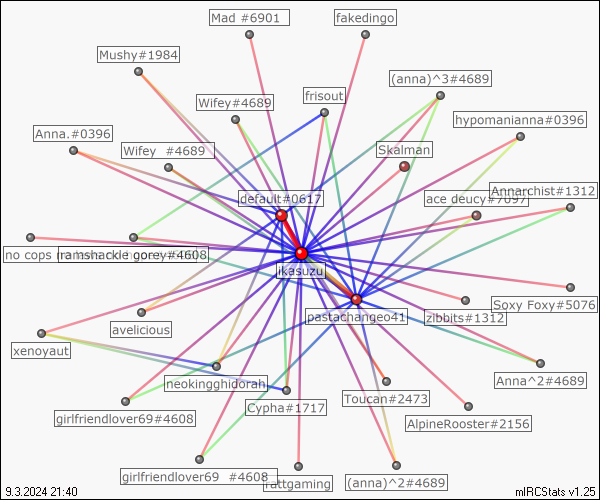 Mad #6901
fakedingo
Mushy#1984
(anna)^3#4689
Wifey#4689
frisout
hypomanianna#0396
Anna.#0396
Wifey #4689
Skalman
default#0617
ace deucy#7097
Annarchist#1312
no cops
gorey#4608
ikasuzu
Soxy Foxy#5076
pastachangeo41
zibbits#1312
avelicious
xenoyaut
neokingghidorah
Anna^2#4689
Toucan#2473
Cypha#1717
girlfriendlover69#4608
AlpineRooster#2156
girlfriendlover69 #4608
rattgaming
(anna)^2#4689
9.3.2024 21:40
mIRCStats v1.25